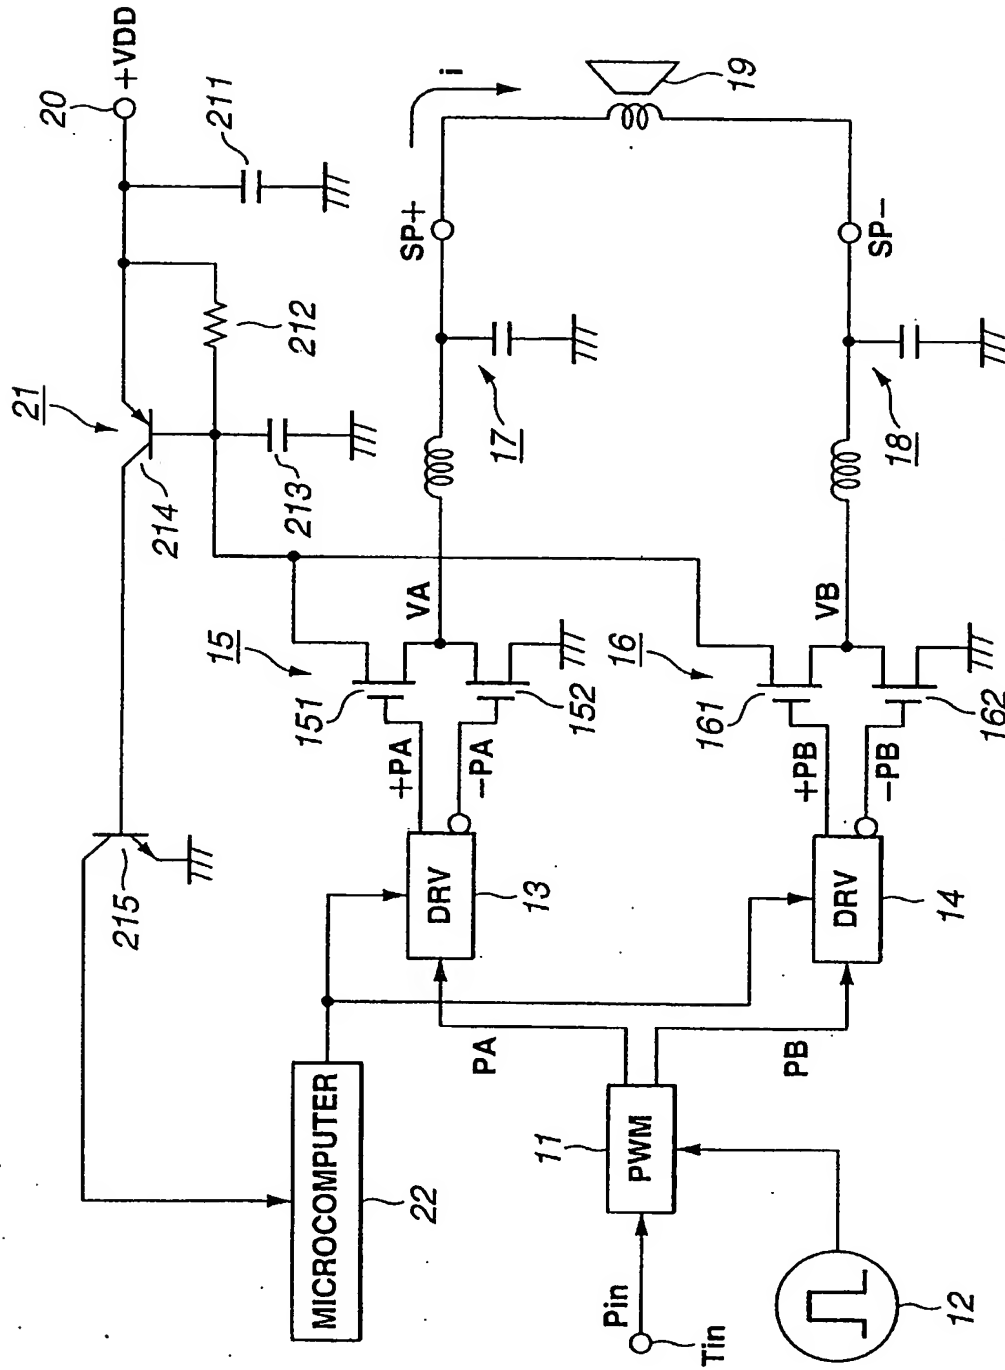 20
+VDD
211
21
212
214
213
SP+
i
19
17
SP−
18
215
15
VA
151
152
+PA
−PA
16
VB
161
162
+PB
−PB
DRV
13
DRV
14
MICROCOMPUTER
22
PA
PB
11
PWM
Pin
Tin
12